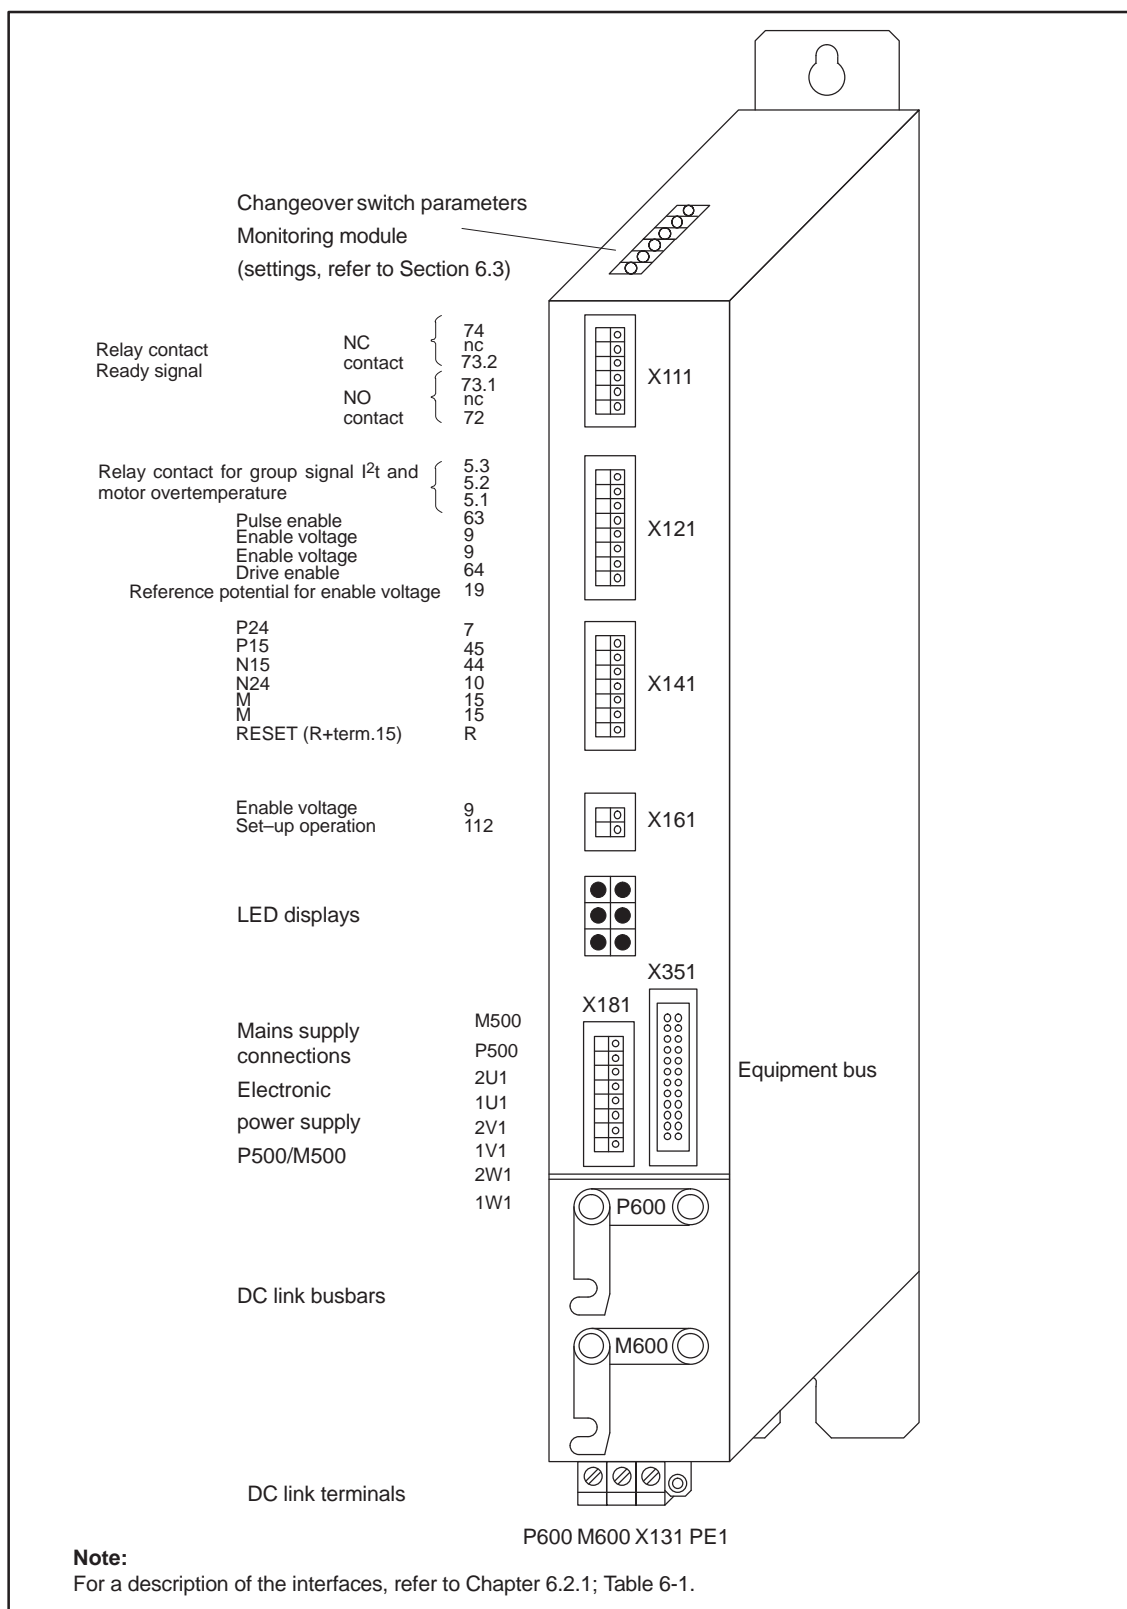 Changeover switch parameters
Monitoring module
(settings, refer to Section 6.3)
Relay contact
Ready signal
NC
contact
74
nc
73.2
NO
contact
73.1
nc
72
X111
Relay contact for group signal I²t and
motor overtemperature
5.3
5.2
5.1
Pulse enable 63
Enable voltage 9
Enable voltage 9
Drive enable 64
Reference potential for enable voltage 19
X121
P24 7
P15 45
N15 44
N24 10
M 15
M 15
RESET (R+term.15) R
X141
Enable voltage 9
Set–up operation 112
X161
LED displays
X351
X181
Mains supply
connections
Electronic
power supply
P500/M500
M500
P500
2U1
1U1
2V1
1V1
2W1
1W1
Equipment bus
P600
DC link busbars
M600
DC link terminals
P600 M600 X131 PE1
Note:
For a description of the interfaces, refer to Chapter 6.2.1; Table 6-1.